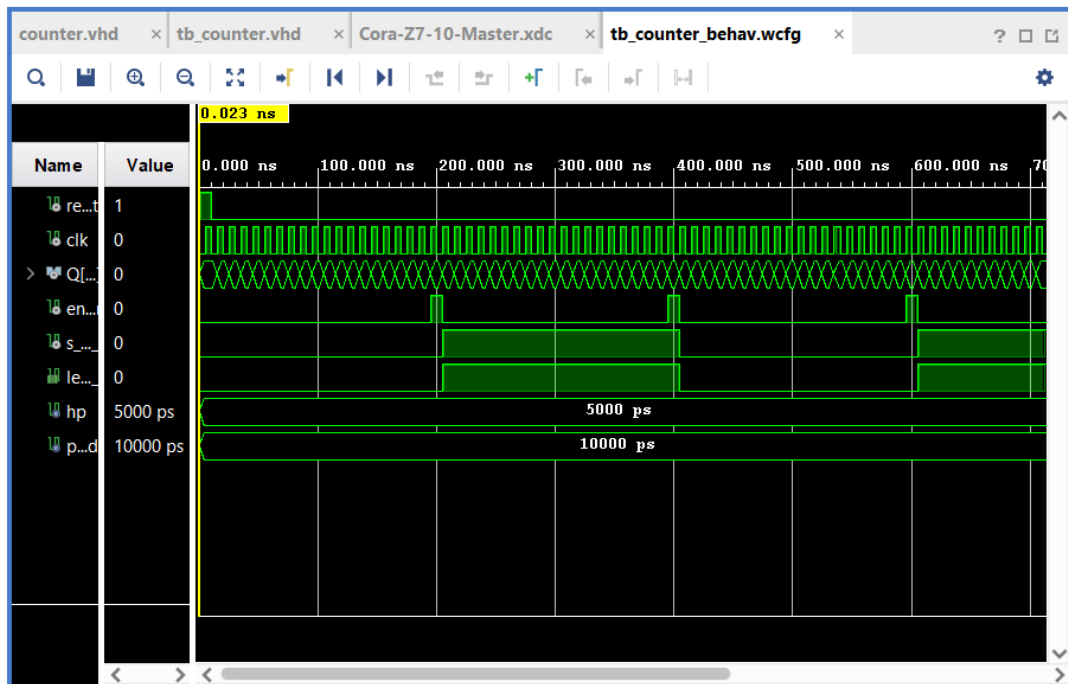 counter.vhd × tb_counter.vhd × Cora-Z7-10-Master.xdc × tb_counter_behav.wcfg × ?
0.023 ns
Name Value 0.000 ns 100.000 ns 200.000 ns 300.000 ns 400.000 ns 500.000 ns 600.000 ns 70
re...t 1
clk 0
> Q[...] 0
en... 0
s_..._ 0
le..._ 0
hp 5000 ps 5000 ps
p...d 10000 ps 10000 ps